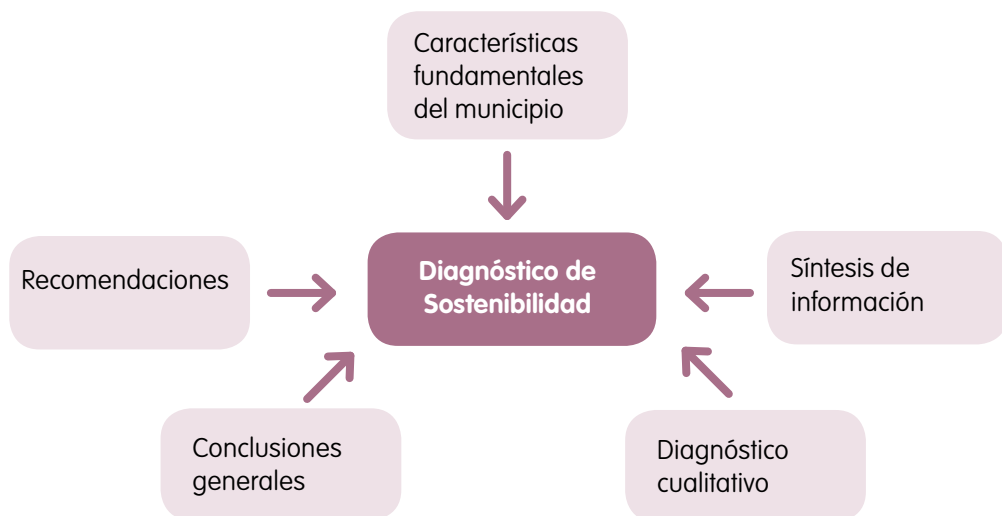 Características
fundamentales
del municipio
Recomendaciones
Diagnóstico de
Sostenibilidad
Síntesis de
información
Conclusiones
generales
Diagnóstico
cualitativo